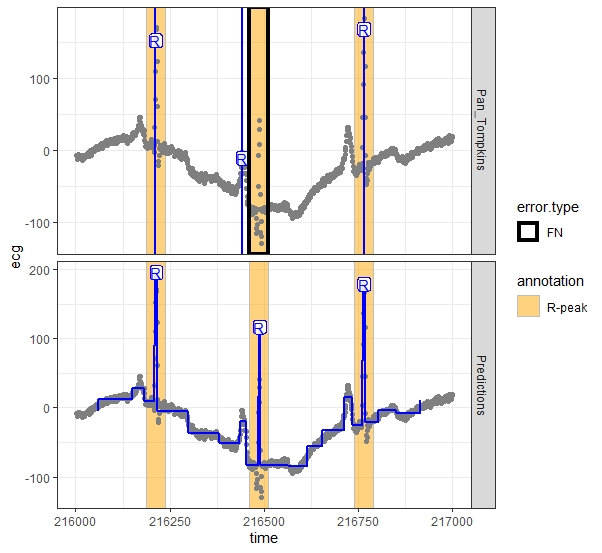 R
R
R
100
0
-100
Pan_Tompkins
ecg
error.type
FN
annotation
R-peak
R
R
R
200
100
0
-100
Predictions
216000 216250 216500 216750 217000
time